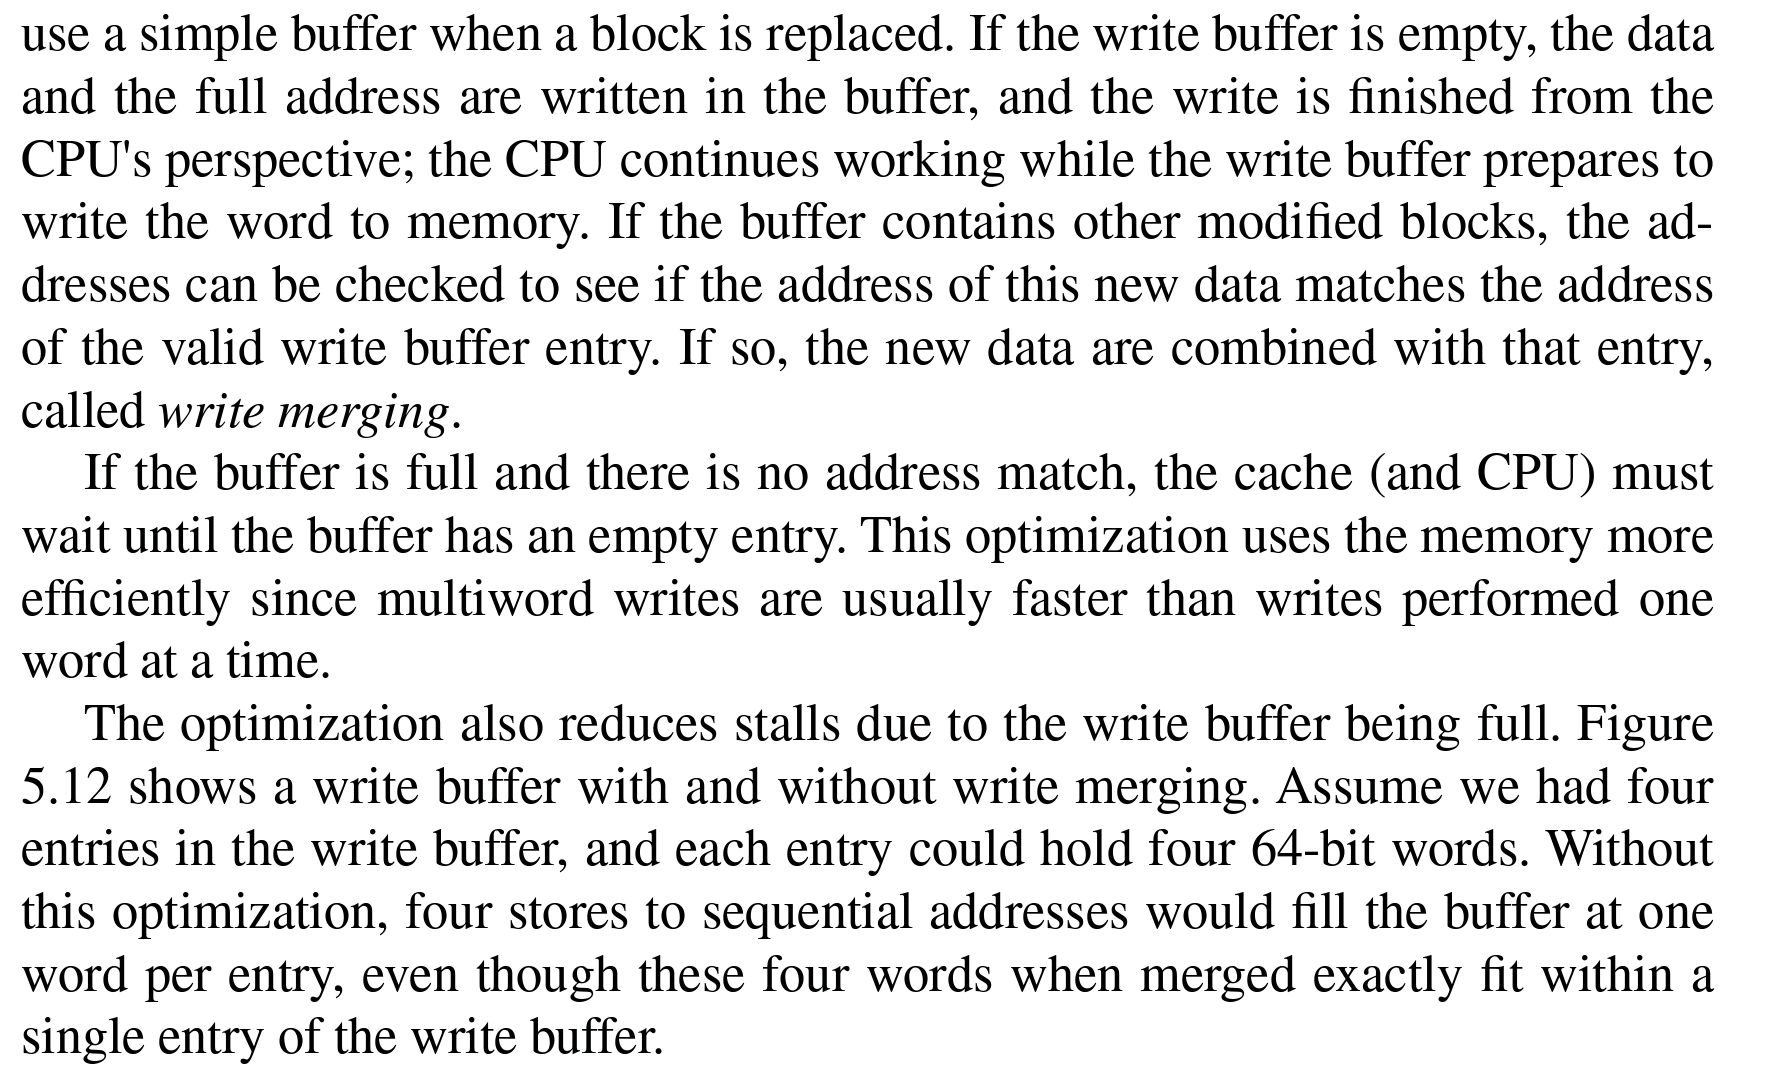 use a simple buffer when a block is replaced. If the write buffer is empty, the data
and the full address are written in the buffer, and the write is finished from the
CPU's perspective; the CPU continues working while the write buffer prepares to
write the word to memory. If the buffer contains other modified blocks, the ad-
dresses can be checked to see if the address of this new data matches the address
of the valid write buffer entry. If so, the new data are combined with that entry,
called write merging.
If the buffer is full and there is no address match, the cache (and CPU) must
wait until the buffer has an empty entry. This optimization uses the memory more
efficiently since multiword writes are usually faster than writes performed one
word at a time.
The optimization also reduces stalls due to the write buffer being full. Figure
5.12 shows a write buffer with and without write merging. Assume we had four
entries in the write buffer, and each entry could hold four 64-bit words. Without
this optimization, four stores to sequential addresses would fill the buffer at one
word per entry, even though these four words when merged exactly fit within a
single entry of the write buffer.